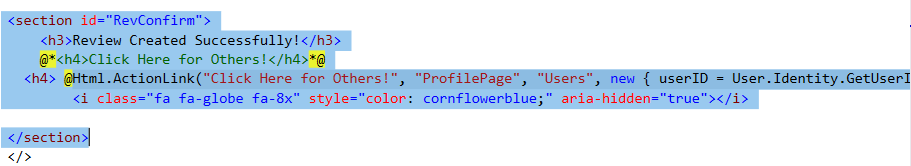 <section id="RevConfirm">
<h3>Review Created Successfully!</h3>
@*<h4>Click Here for Others!</h4>*@
<h4> @Html.ActionLink("Click Here for Others!", "ProfilePage", "Users", new { userID = User.Identity.GetUserI
<i class="fa fa-globe fa-8x" style="color: cornflowerblue;" aria-hidden="true"></i>
</section>
</>